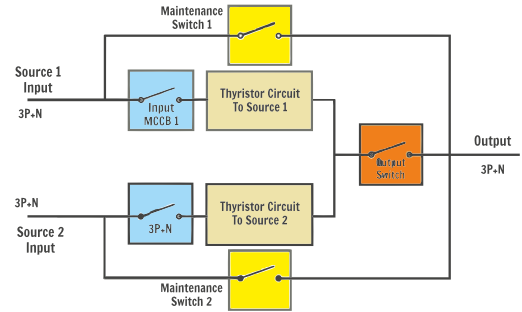 Maintenance
Switch 1
Source 1
Input
3P+N
Input
MCCB 1
Thyristor Circuit
To Source 1
Output
Switch
Output
3P+N
3P+N
Source 2
Input
3P+N
Thyristor Circuit
To Source 2
Maintenance
Switch 2